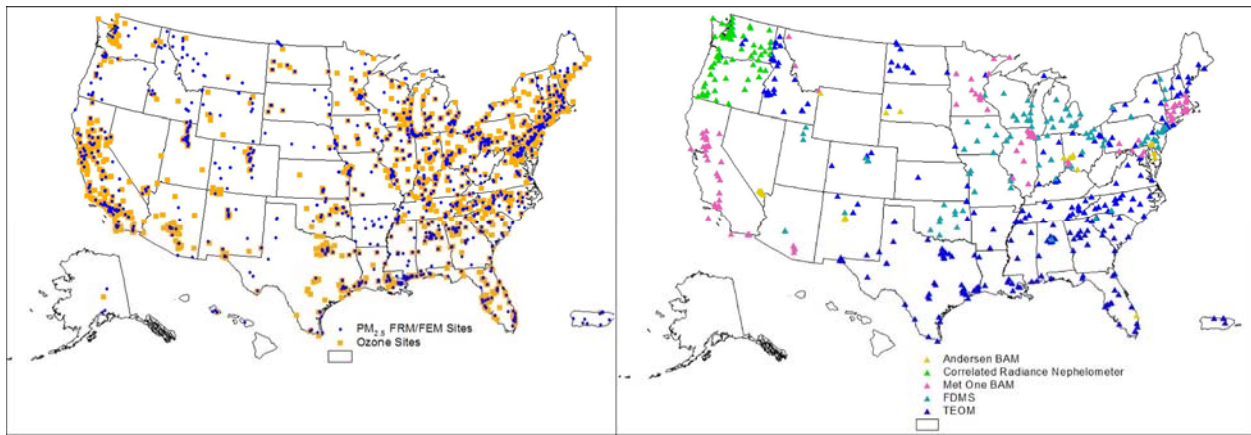 PM2.5 FRM/FEM Sites
Ozone Sites
Andersen BAM
Correlated Radiance Nephelometer
Met One BAM
FDMS
TEOM